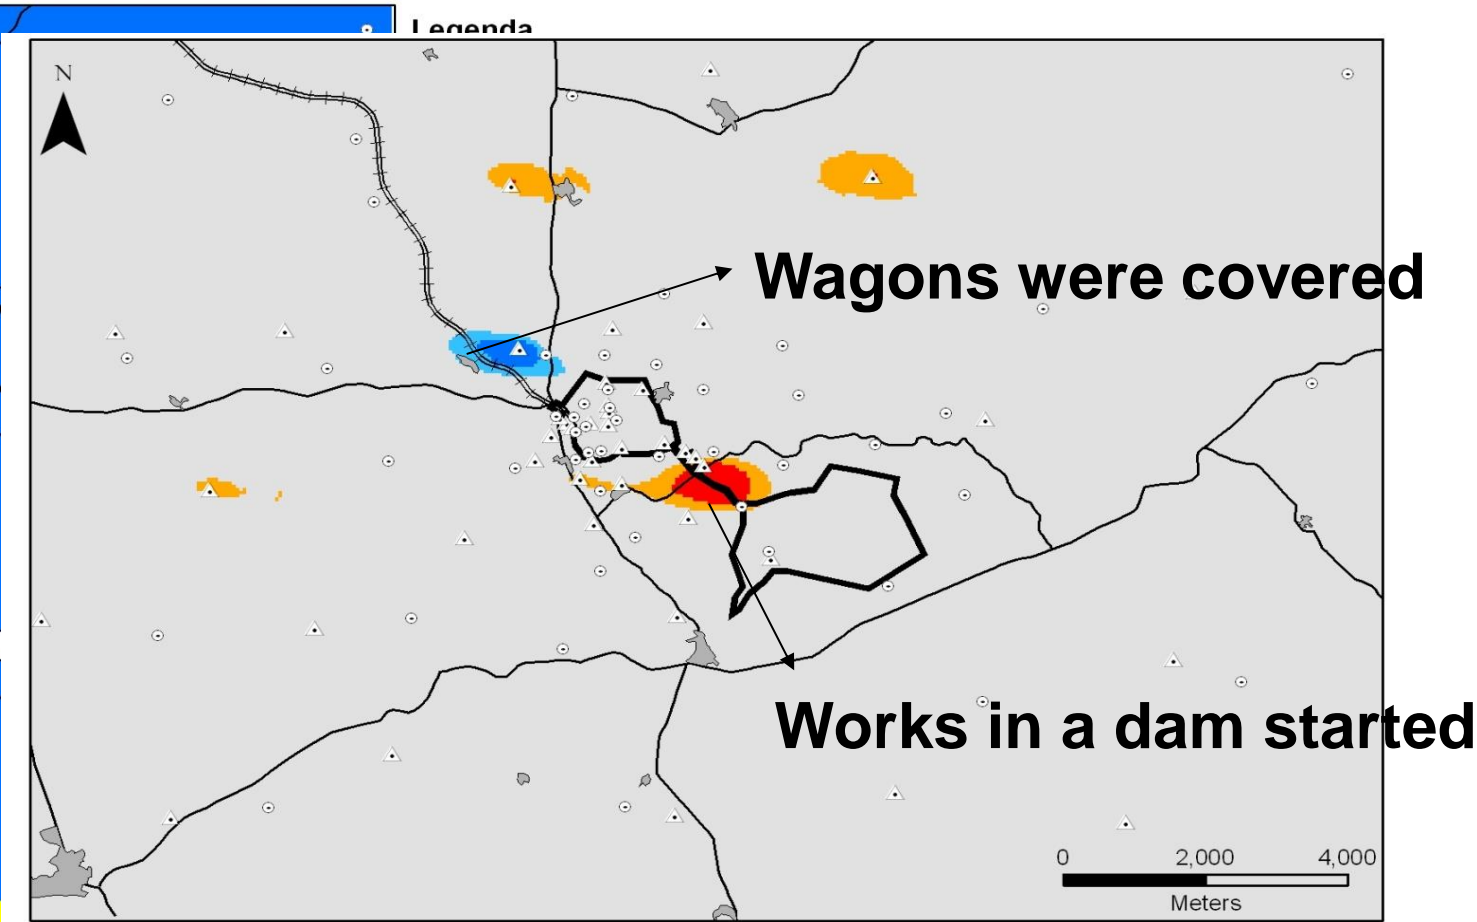 Legenda
N
Wagons were covered
Works in a dam started
0 2,000 4,000
Meters